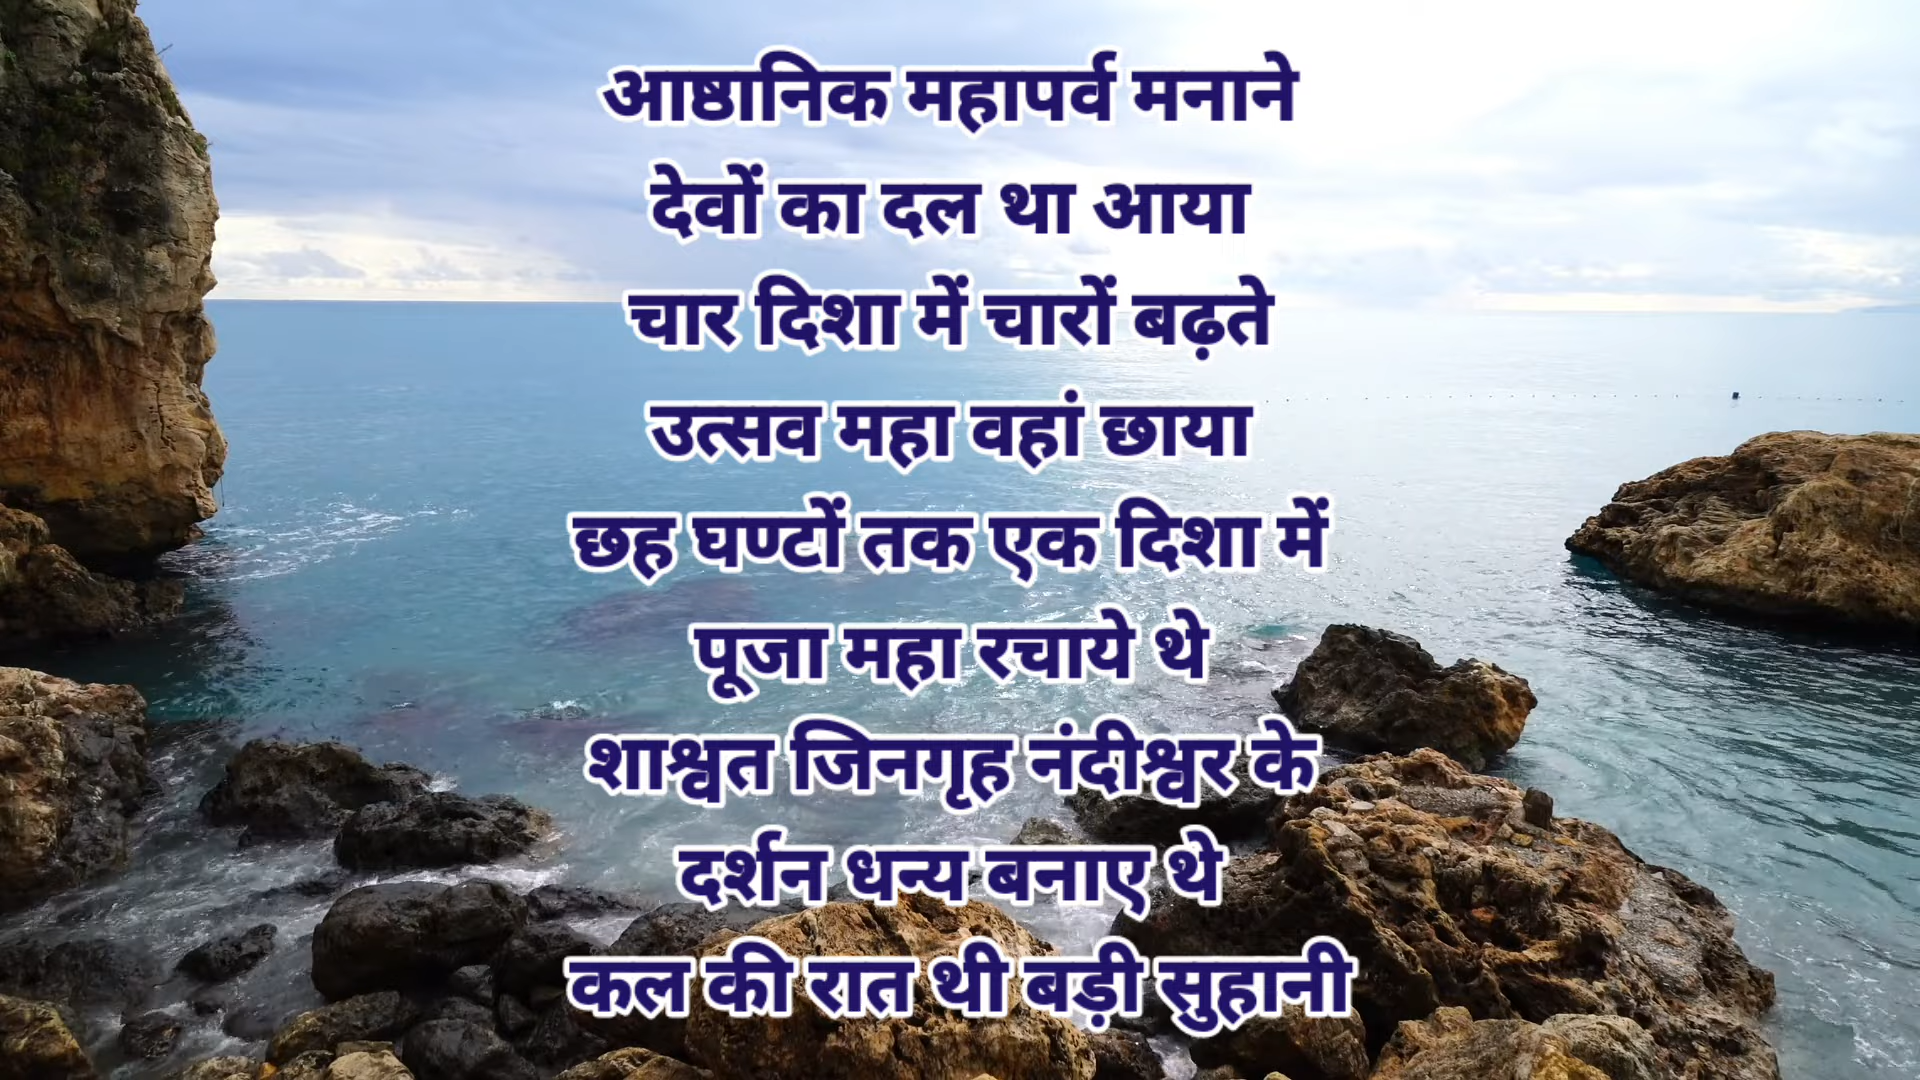 आष्ठानिक महापर्व मनाने
देवों का दल था आया
चार दिशा में चारों बढ़ते
उत्सव महा वहां छाया
छह घण्टों तक एक दिशा में
पूजा महा रचाये थे
शाश्वत जिनगृह नंदीश्वर के
दर्शन धन्य बनाए थे
कल की रात थी बड़ी सुहानी